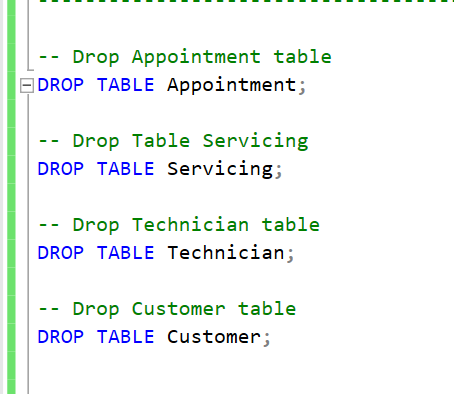 -- Drop Appointment table
DROP TABLE Appointment;
-- Drop Table Servicing
DROP TABLE Servicing;
-- Drop Technician table
DROP TABLE Technician;
-- Drop Customer table
DROP TABLE Customer;